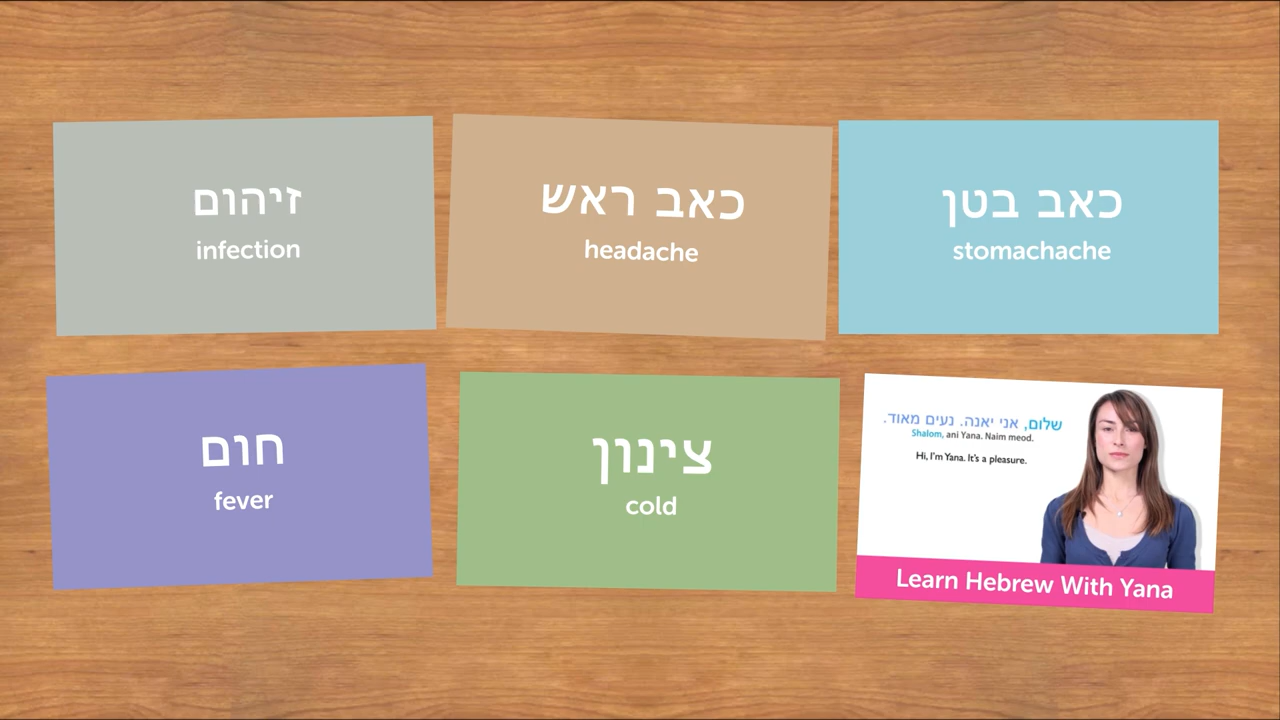 זיהום
infection
כאב ראש
headache
כאב בטן
stomachache
חום
fever
צינון
cold
שלום, אני יאנה. נעים מאוד.
Shalom, ani Yana. Naim meod.
Hi, I'm Yana. It's a pleasure.
Learn Hebrew With Yana